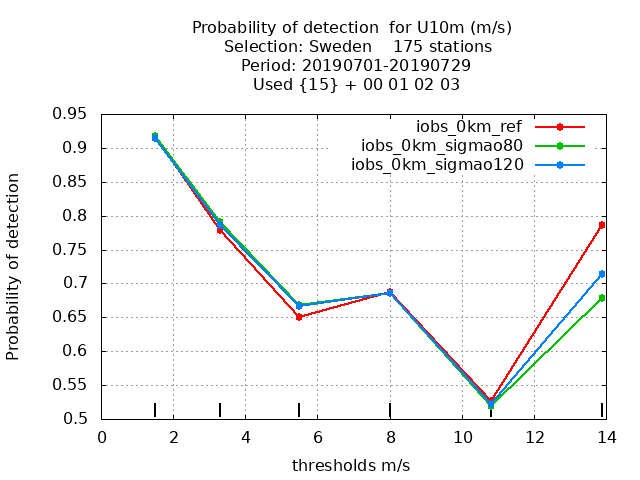 Probability of detection  for U10m (m/s)
Selection: Sweden    175 stations
Period: 20190701-20190729
Used {15} + 00 01 02 03
iobs_0km_ref
iobs_0km_sigmao80
iobs_0km_sigmao120
Probability of detection
0.95
0.9
0.85
0.8
0.75
0.7
0.65
0.6
0.55
0.5
0 2 4 6 8 10 12 14
thresholds m/s